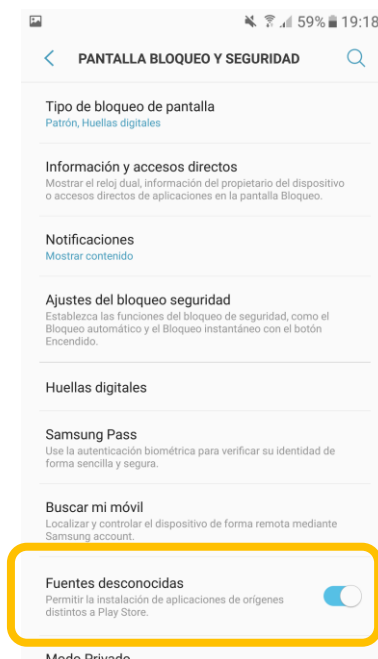 59% 19:18
PANTALLA BLOQUEO Y SEGURIDAD
Tipo de bloqueo de pantalla
Patrón, Huellas digitales
Información y accesos directos
Mostrar el reloj dual, información del propietario del dispositivo
o accesos directos de aplicaciones en la pantalla Bloqueo.
Notificaciones
Mostrar contenido
Ajustes del bloqueo seguridad
Establezca las funciones del bloqueo de seguridad, como el
Bloqueo automático y el Bloqueo instantáneo con el botón
Encendido.
Huellas digitales
Samsung Pass
Use la autenticación biométrica para verificar su identidad de
forma sencilla y segura.
Buscar mi móvil
Localizar y controlar el dispositivo de forma remota mediante
Samsung account.
Fuentes desconocidas
Permitir la instalación de aplicaciones de orígenes
distintos a Play Store.
Modo Privado